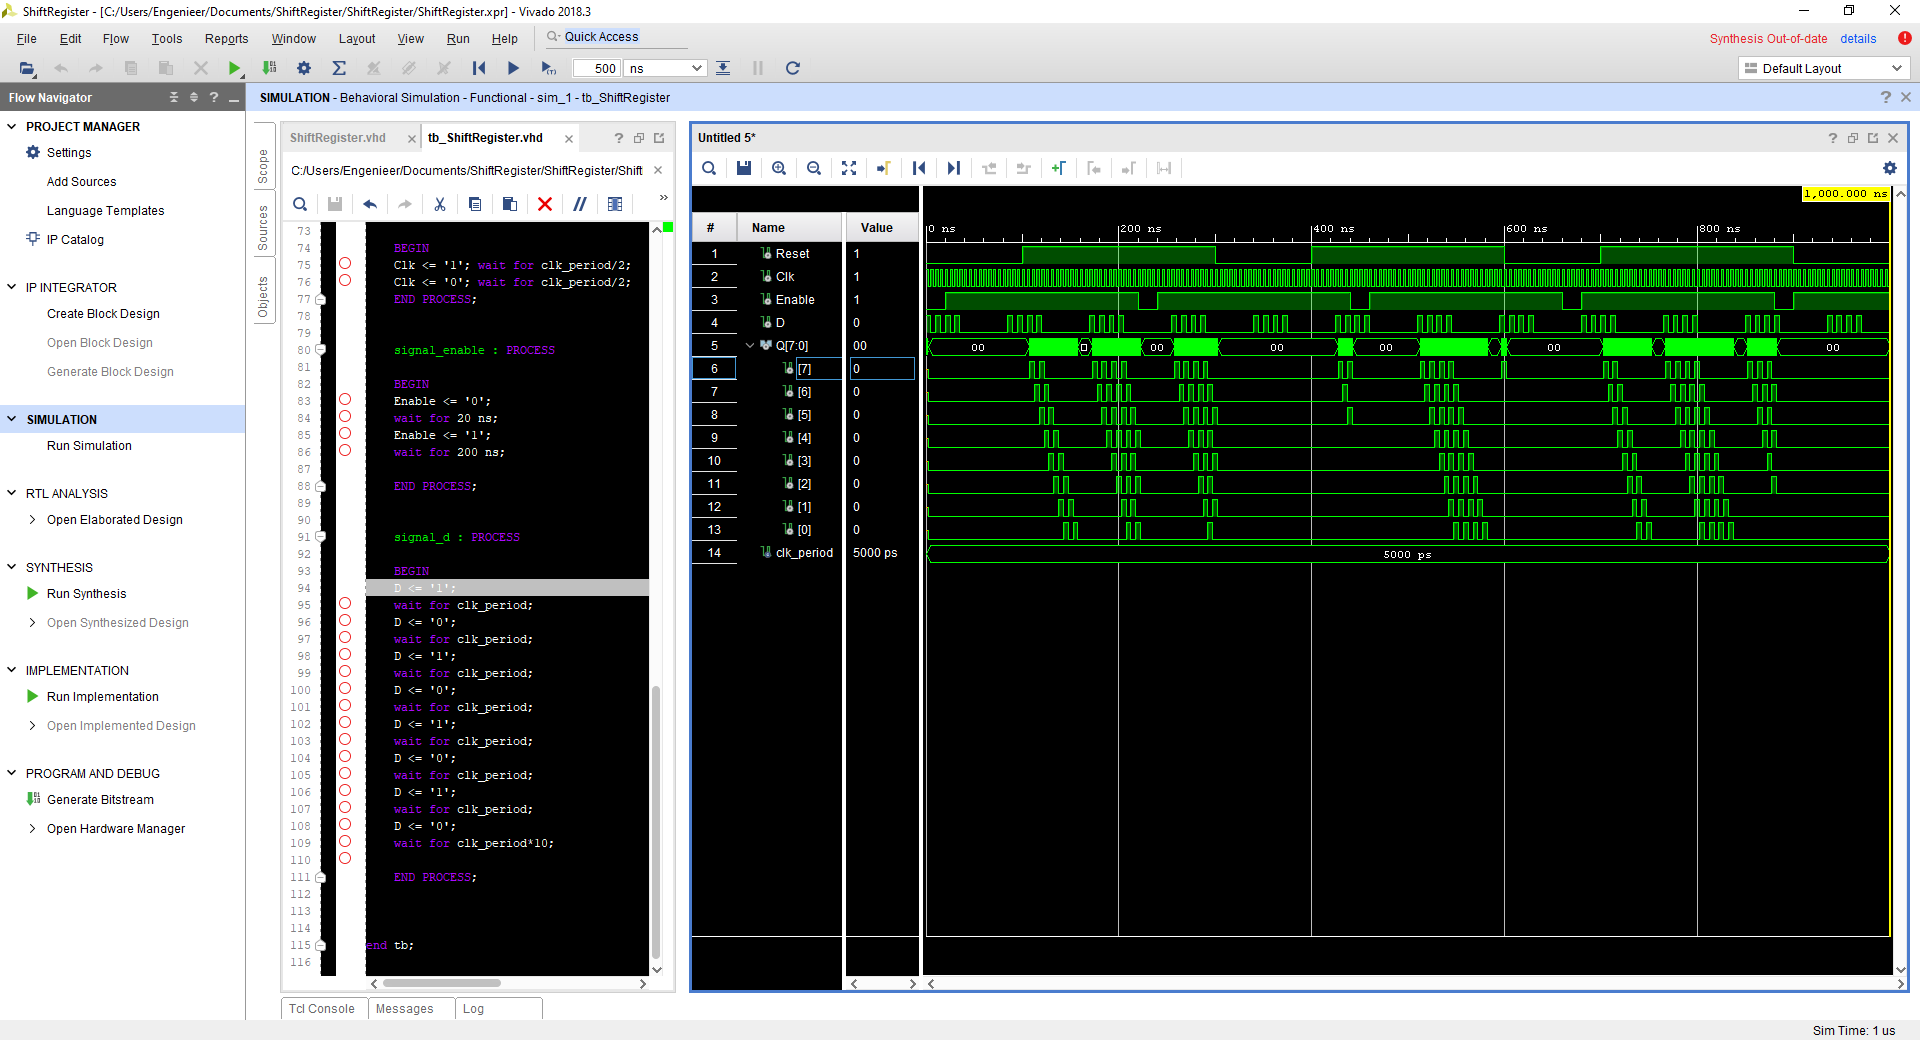 ShiftRegister - [C:/Users/Engenieer/Documents/ShiftRegister/ShiftRegister/ShiftRegister.xpr] - Vivado 2018.3
File Edit Flow Tools Reports Window Layout View Run Help Quick Access
Synthesis Out-of-date details
500 ns
Default Layout
Flow Navigator
SIMULATION - Behavioral Simulation - Functional - sim_1 - tb_ShiftRegister
PROJECT MANAGER
Settings
Add Sources
Language Templates
IP Catalog
IP INTEGRATOR
Create Block Design
Open Block Design
Generate Block Design
SIMULATION
Run Simulation
RTL ANALYSIS
Open Elaborated Design
SYNTHESIS
Run Synthesis
Open Synthesized Design
IMPLEMENTATION
Run Implementation
Open Implemented Design
PROGRAM AND DEBUG
Generate Bitstream
Open Hardware Manager
Scope
Sources
Objects
ShiftRegister.vhd tb_ShiftRegister.vhd
C:/Users/Engenieer/Documents/ShiftRegister/ShiftRegister/Shift
73
74 BEGIN
75 Clk <= '1'; wait for clk_period/2;
76 Clk <= '0'; wait for clk_period/2;
77 END PROCESS;
78
79
80 signal_enable : PROCESS
81
82 BEGIN
83 Enable <= '0';
84 wait for 20 ns;
85 Enable <= '1';
86 wait for 200 ns;
87
88 END PROCESS;
89
90
91 signal_d : PROCESS
92
93 BEGIN
94 D <= '1';
95 wait for clk_period;
96 D <= '0';
97 wait for clk_period;
98 D <= '1';
99 wait for clk_period;
100 D <= '0';
101 wait for clk_period;
102 D <= '1';
103 wait for clk_period;
104 D <= '0';
105 wait for clk_period;
106 D <= '1';
107 wait for clk_period;
108 D <= '0';
109 wait for clk_period*10;
110
111 END PROCESS;
112
113
114
115 end tb;
116
Tcl Console Messages Log
Untitled 5*
1,000.000 ns
# Name Value 0 ns 200 ns 400 ns 600 ns 800 ns
1 Reset 1
2 Clk 1
3 Enable 1
4 D 0
5 Q[7:0] 00 00 00 00 00 00 00
6 [7] 0
7 [6] 0
8 [5] 0
9 [4] 0
10 [3] 0
11 [2] 0
12 [1] 0
13 [0] 0
14 clk_period 5000 ps 5000 ps
Sim Time: 1 us